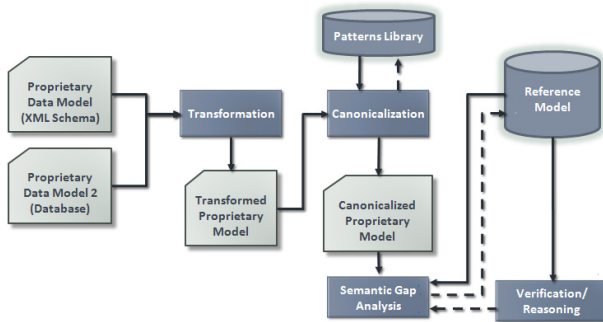 Patterns Library
Proprietary
Data Model
(XML Schema)
Transformation
Canonicalization
Reference
Model
Proprietary
Data Model 2
(Database)
Transformed
Proprietary
Model
Canonicalized
Proprietary
Model
Semantic Gap
Analysis
Verification/
Reasoning